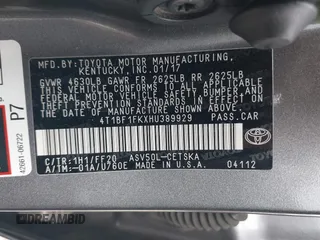 MFD. BY: TOYOTA MOTOR MANUFACTURING,
KENTUCKY, INC. 01/17
GVWR 4630LB GAWR FR 2625LB RR 2625LB
THIS VEHICLE CONFORMS TO ALL APPLICABLE
FEDERAL MOTOR VEHICLE SAFETY, BUMPER, AND
THEFT PREVENTION STANDARDS IN EFFECT ON
THE DATE OF MANUFACTURE SHOWN ABOVE.
4T1BF1FKXHU389929 PASS.CAR
C/TR:1H1/FF20 ASV50L-CETSKA
A/TM:-01A/U760E MADE IN U.S.A. 04112
P7
42661-06722
DREAMBID